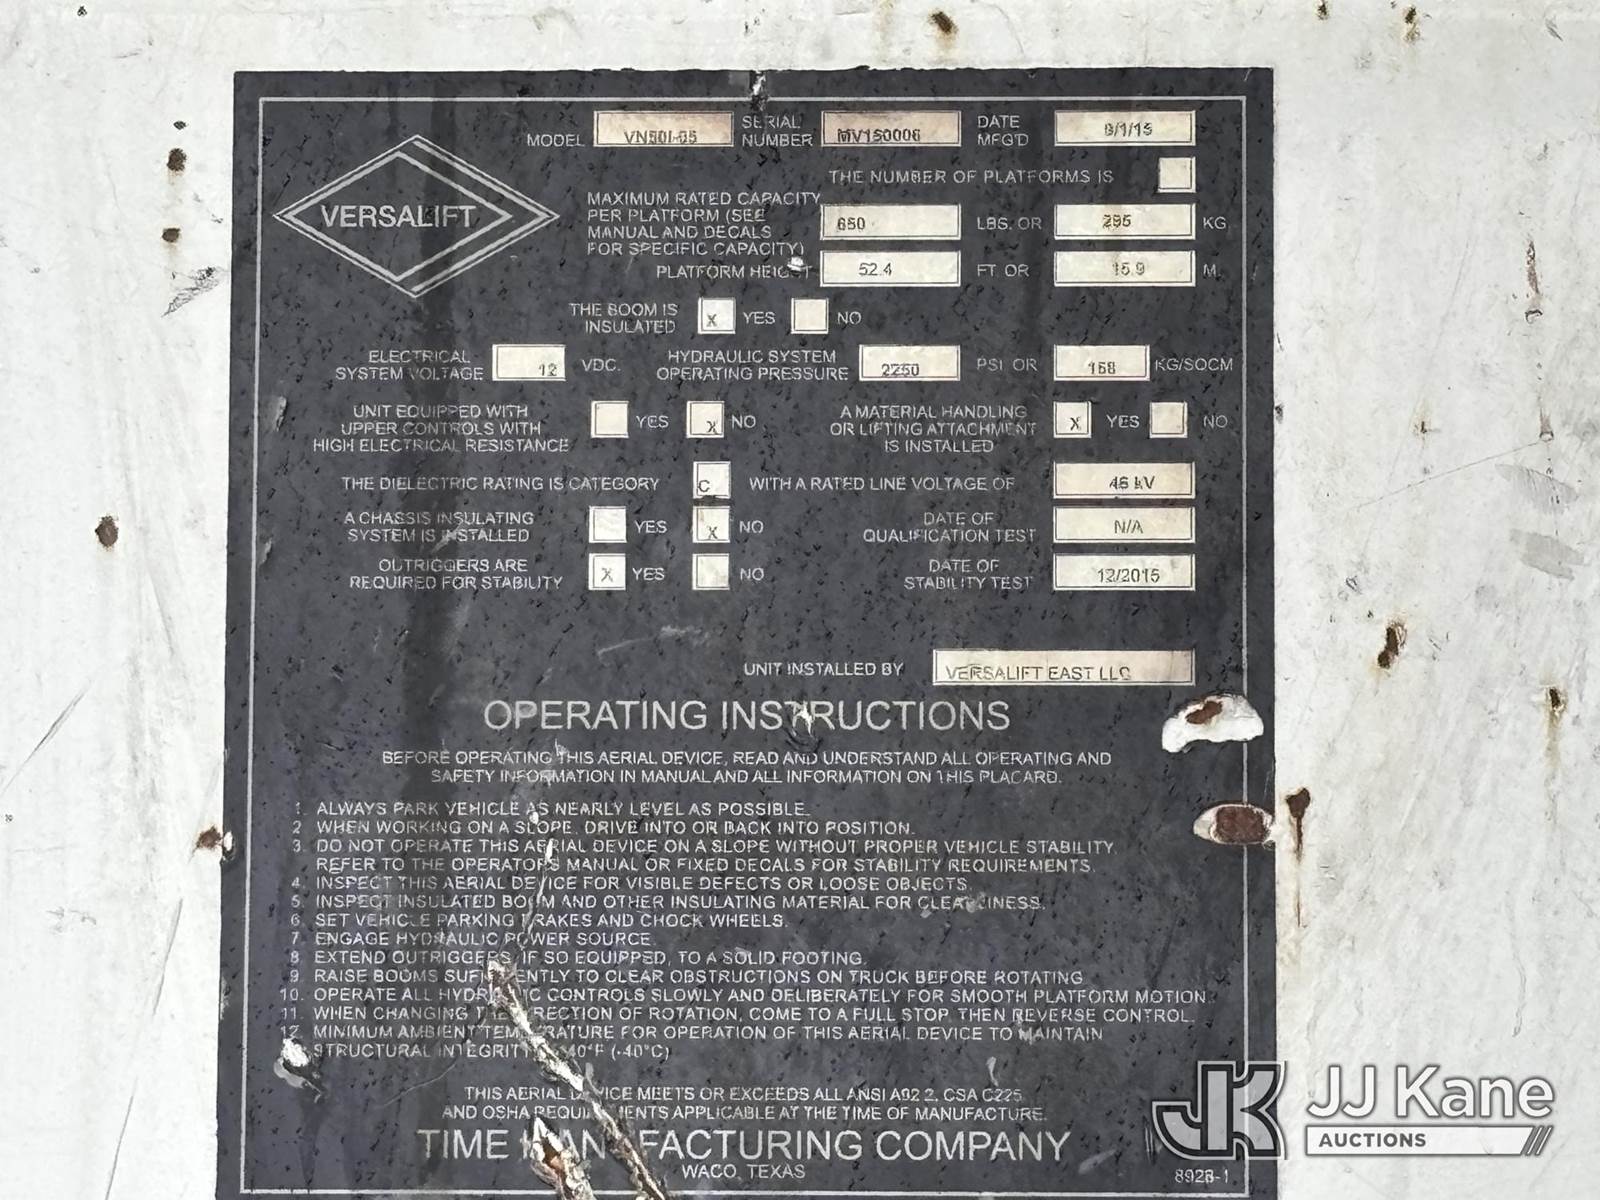 MODEL VN50I-05 SERIAL NUMBER MV150006 DATE MFG'D 9/1/15
THE NUMBER OF PLATFORMS IS
VERSALIFT
MAXIMUM RATED CAPACITY
PER PLATFORM (SEE
MANUAL AND DECALS
FOR SPECIFIC CAPACITY) 650 LBS. OR 295 KG
PLATFORM HEIGHT 52.4 FT. OR 15.9 M.
THE BOOM IS INSULATED X YES NO
ELECTRICAL SYSTEM VOLTAGE 12 VDC. HYDRAULIC SYSTEM OPERATING PRESSURE 2250 PSI OR 158 KG/SQCM
UNIT EQUIPPED WITH UPPER CONTROLS WITH HIGH ELECTRICAL RESISTANCE YES X NO A MATERIAL HANDLING OR LIFTING ATTACHMENT IS INSTALLED X YES NO
THE DIELECTRIC RATING IS CATEGORY C WITH A RATED LINE VOLTAGE OF 46 kV
A CHASSIS INSULATING SYSTEM IS INSTALLED YES X NO DATE OF QUALIFICATION TEST N/A
OUTRIGGERS ARE REQUIRED FOR STABILITY X YES NO DATE OF STABILITY TEST 12/2015
UNIT INSTALLED BY VERSALIFT EAST LLC
OPERATING INSTRUCTIONS
BEFORE OPERATING THIS AERIAL DEVICE, READ AND UNDERSTAND ALL OPERATING AND
SAFETY INFORMATION IN MANUAL AND ALL INFORMATION ON THIS PLACARD.
1. ALWAYS PARK VEHICLE AS NEARLY LEVEL AS POSSIBLE.
2. WHEN WORKING ON A SLOPE, DRIVE INTO OR BACK INTO POSITION.
3. DO NOT OPERATE THIS AERIAL DEVICE ON A SLOPE WITHOUT PROPER VEHICLE STABILITY.
REFER TO THE OPERATOR'S MANUAL OR FIXED DECALS FOR STABILITY REQUIREMENTS.
4. INSPECT THIS AERIAL DEVICE FOR VISIBLE DEFECTS OR LOOSE OBJECTS.
5. INSPECT INSULATED BOOM AND OTHER INSULATING MATERIAL FOR CLEANLINESS.
6. SET VEHICLE PARKING BRAKES AND CHOCK WHEELS.
7. ENGAGE HYDRAULIC POWER SOURCE.
8. EXTEND OUTRIGGERS, IF SO EQUIPPED, TO A SOLID FOOTING.
9. RAISE BOOMS SUFFICIENTLY TO CLEAR OBSTRUCTIONS ON TRUCK BEFORE ROTATING.
10. OPERATE ALL HYDRAULIC CONTROLS SLOWLY AND DELIBERATELY FOR SMOOTH PLATFORM MOTION.
11. WHEN CHANGING THE DIRECTION OF ROTATION, COME TO A FULL STOP, THEN REVERSE CONTROL.
12. MINIMUM AMBIENT TEMPERATURE FOR OPERATION OF THIS AERIAL DEVICE TO MAINTAIN
STRUCTURAL INTEGRITY -40°F (-40°C)
THIS AERIAL DEVICE MEETS OR EXCEEDS ALL ANSI A92.2, CSA C225
AND OSHA REQUIREMENTS APPLICABLE AT THE TIME OF MANUFACTURE.
TIME MANUFACTURING COMPANY
WACO, TEXAS
8928-1
JK JJ Kane
AUCTIONS